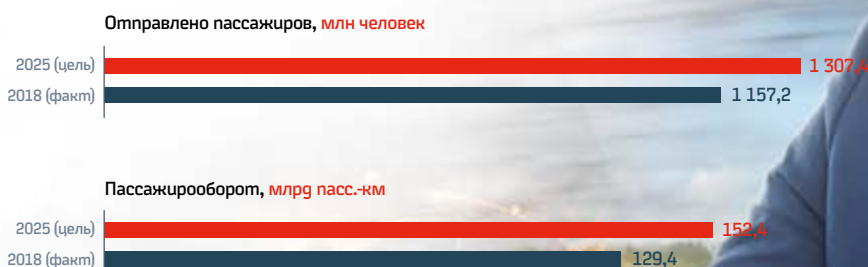 Отправлено пассажиров, млн человек
2025 (цель) 1 307,4
2018 (факт) 1 157,2
Пассажирооборот, млрд пасс.-км
2025 (цель) 152,4
2018 (факт) 129,4